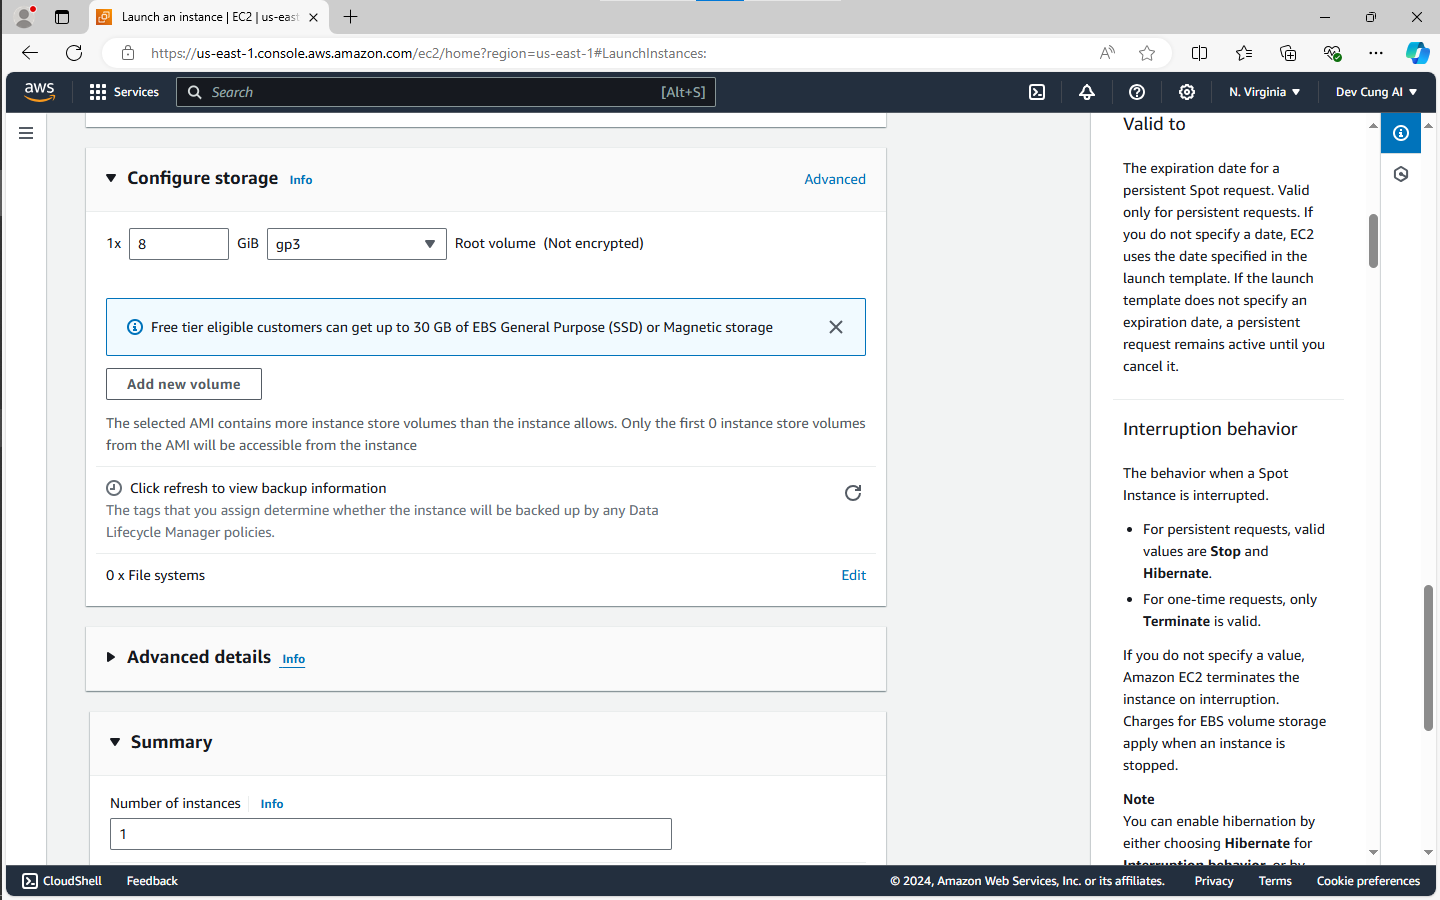 Launch an instance | EC2 | us-east
https://us-east-1.console.aws.amazon.com/ec2/home?region=us-east-1#LaunchInstances:
aws
Services
Search
[Alt+S]
N. Virginia
Dev Cung AI
Configure storage
Info
Advanced
1x
8
GiB
gp3
Root volume (Not encrypted)
Free tier eligible customers can get up to 30 GB of EBS General Purpose (SSD) or Magnetic storage
Add new volume
The selected AMI contains more instance store volumes than the instance allows. Only the first 0 instance store volumes
from the AMI will be accessible from the instance
Click refresh to view backup information
The tags that you assign determine whether the instance will be backed up by any Data
Lifecycle Manager policies.
0 x File systems
Edit
Advanced details
Info
Summary
Number of instances
Info
1
Valid to
The expiration date for a
persistent Spot request. Valid
only for persistent requests. If
you do not specify a date, EC2
uses the date specified in the
launch template. If the launch
template does not specify an
expiration date, a persistent
request remains active until you
cancel it.
Interruption behavior
The behavior when a Spot
Instance is interrupted.
• For persistent requests, valid
values are Stop and
Hibernate.
• For one-time requests, only
Terminate is valid.
If you do not specify a value,
Amazon EC2 terminates the
instance on interruption.
Charges for EBS volume storage
apply when an instance is
stopped.
Note
You can enable hibernation by
either choosing Hibernate for
Interruption behavior, or by
CloudShell
Feedback
© 2024, Amazon Web Services, Inc. or its affiliates.
Privacy
Terms
Cookie preferences